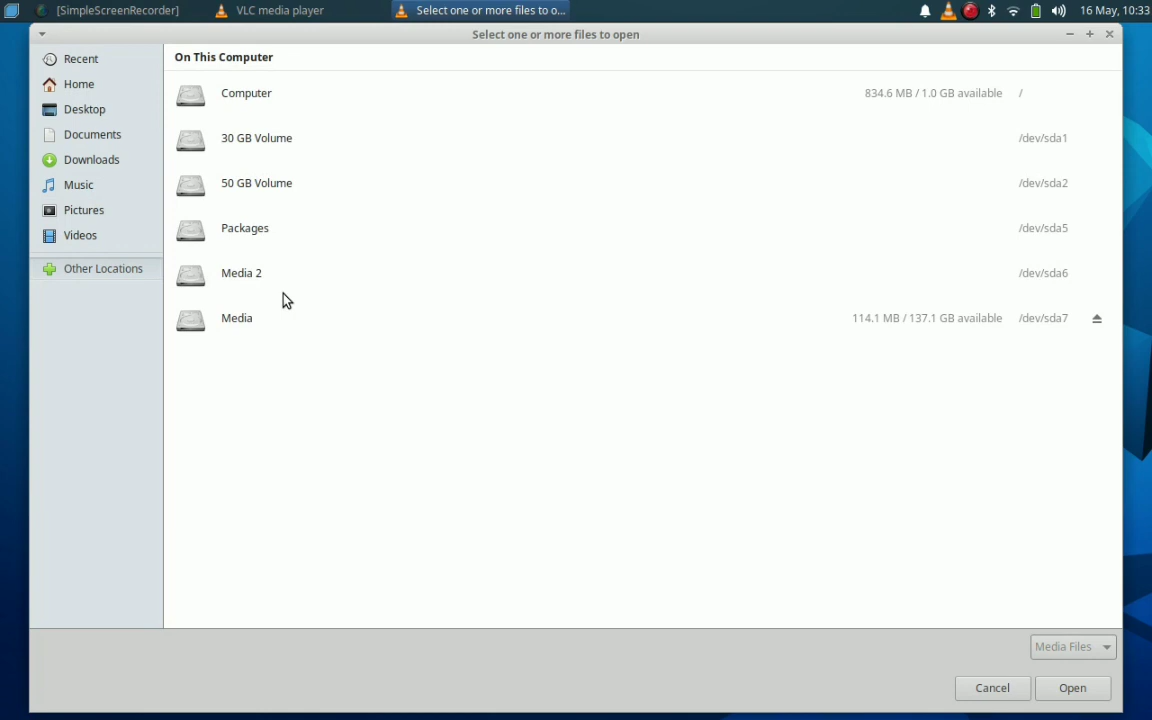 [SimpleScreenRecorder]
VLC media player
Select one or more files to o...
16 May, 10:33
Select one or more files to open
Recent
Home
Desktop
Documents
Downloads
Music
Pictures
Videos
Other Locations
On This Computer
Computer 834.6 MB / 1.0 GB available /
30 GB Volume /dev/sda1
50 GB Volume /dev/sda2
Packages /dev/sda5
Media 2 /dev/sda6
Media 114.1 MB / 137.1 GB available /dev/sda7
Media Files
Cancel
Open